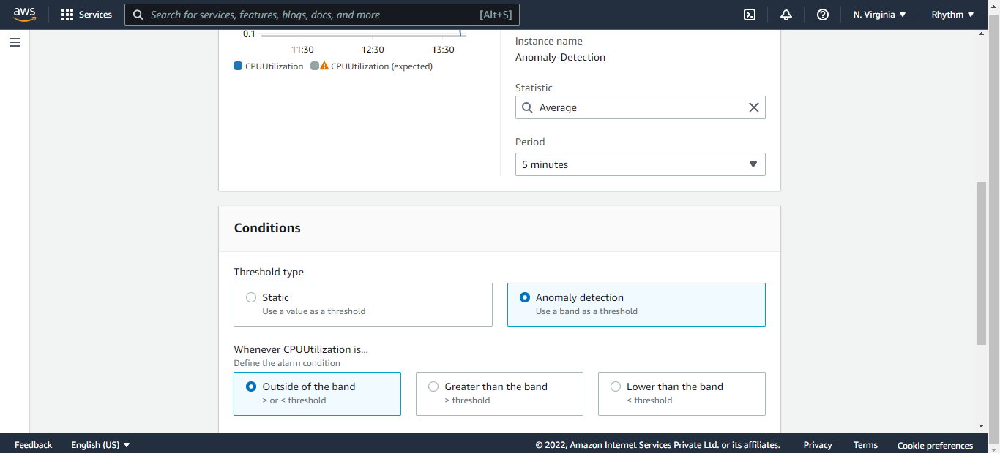 aws
Services
Search for services, features, blogs, docs, and more [Alt+S]
N. Virginia
Rhythm
0.1
11:30 12:30 13:30
CPUUtilization CPUUtilization (expected)
Instance name
Anomaly-Detection
Statistic
Average
Period
5 minutes
Conditions
Threshold type
Static
Use a value as a threshold
Anomaly detection
Use a band as a threshold
Whenever CPUUtilization is...
Define the alarm condition
Outside of the band
> or < threshold
Greater than the band
> threshold
Lower than the band
< threshold
Feedback English (US) © 2022, Amazon Internet Services Private Ltd. or its affiliates. Privacy Terms Cookie preferences